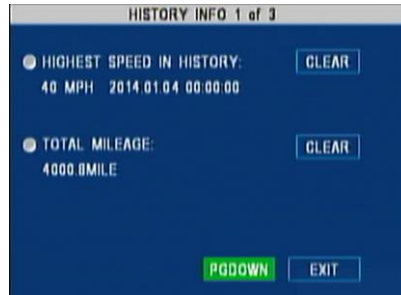 HISTORY INFO 1 of 3
HIGHEST SPEED IN HISTORY: CLEAR
40 MPH 2014.01.04 00:00:00
TOTAL MILEAGE: CLEAR
4000.0MILE
PGDOWN EXIT